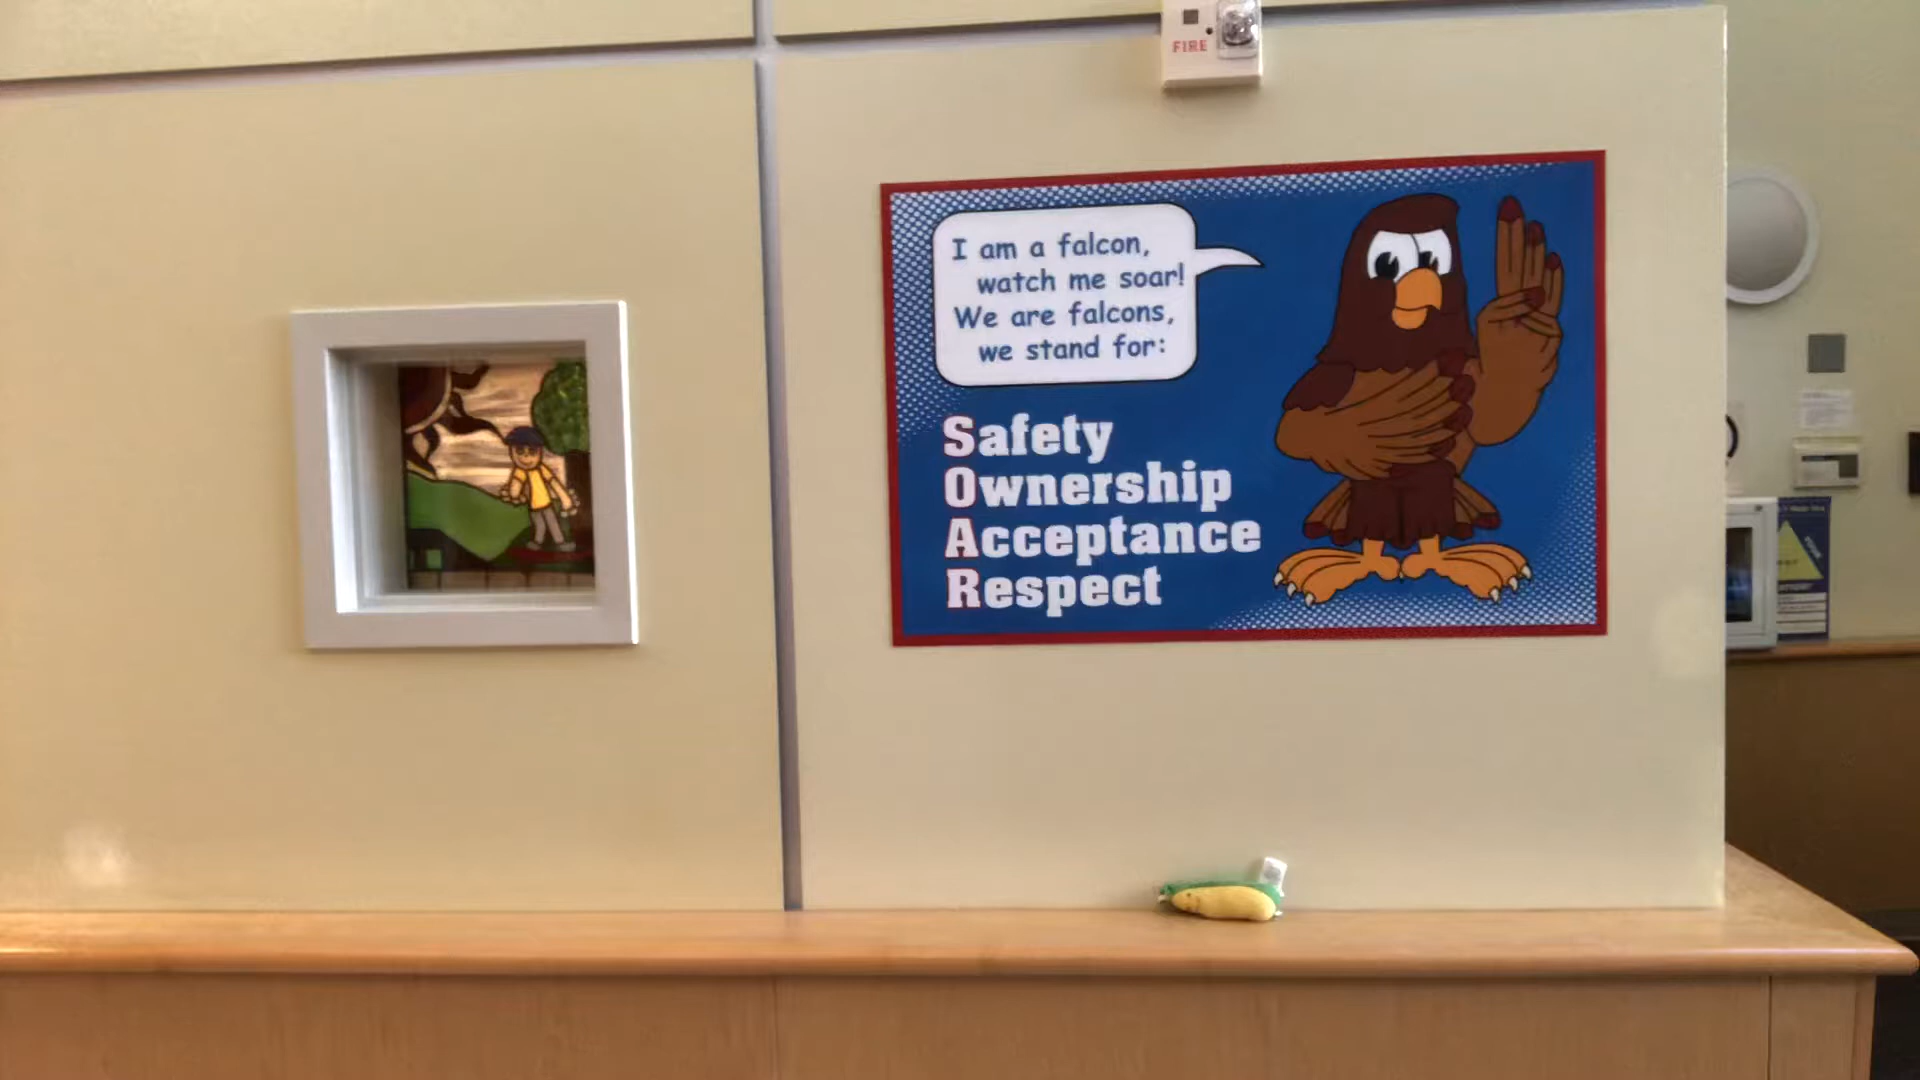 FIRE
I am a falcon,
watch me soar!
We are falcons,
we stand for:
Safety
Ownership
Acceptance
Respect